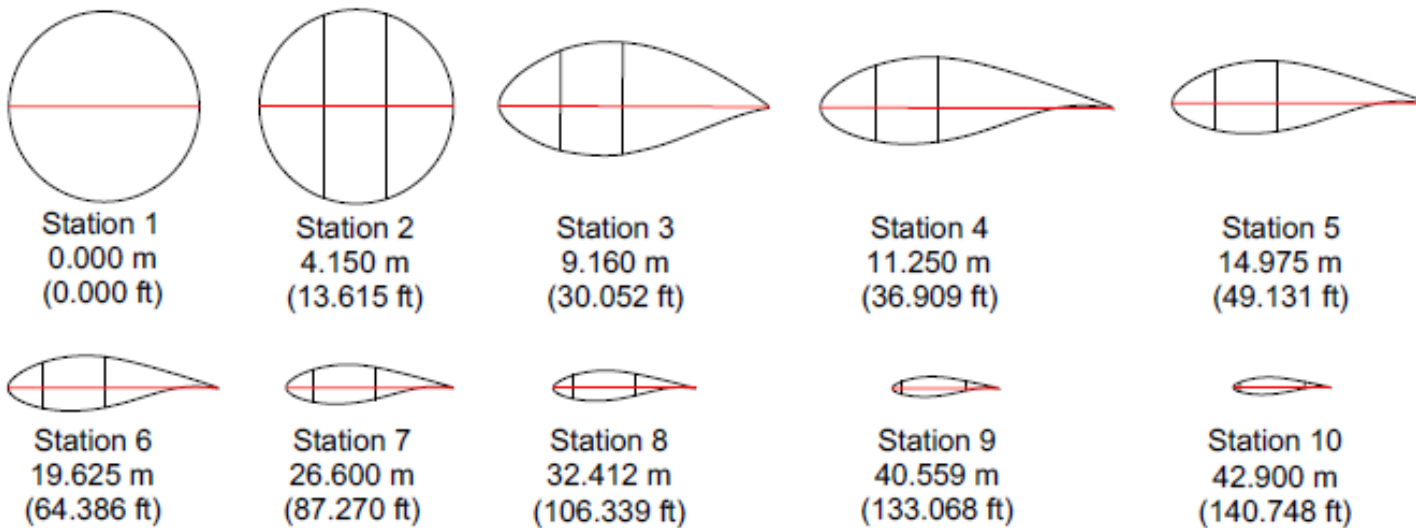 Station 1
0.000 m
(0.000 ft)
Station 2
4.150 m
(13.615 ft)
Station 3
9.160 m
(30.052 ft)
Station 4
11.250 m
(36.909 ft)
Station 5
14.975 m
(49.131 ft)
Station 6
19.625 m
(64.386 ft)
Station 7
26.600 m
(87.270 ft)
Station 8
32.412 m
(106.339 ft)
Station 9
40.559 m
(133.068 ft)
Station 10
42.900 m
(140.748 ft)